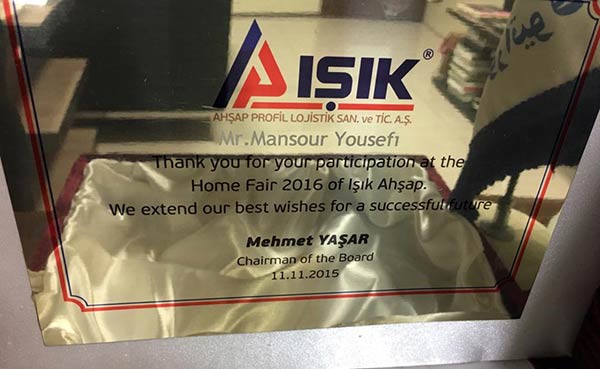 IŞIK®
AHŞAP PROFİL LOJİSTİK SAN. ve TİC. A.Ş.
Mr.Mansour Yousefi
Thank you for your participation at the
Home Fair 2016 of Işık Ahşap.
We extend our best wishes for a successful future
Mehmet YAŞAR
Chairman of the Board
11.11.2015